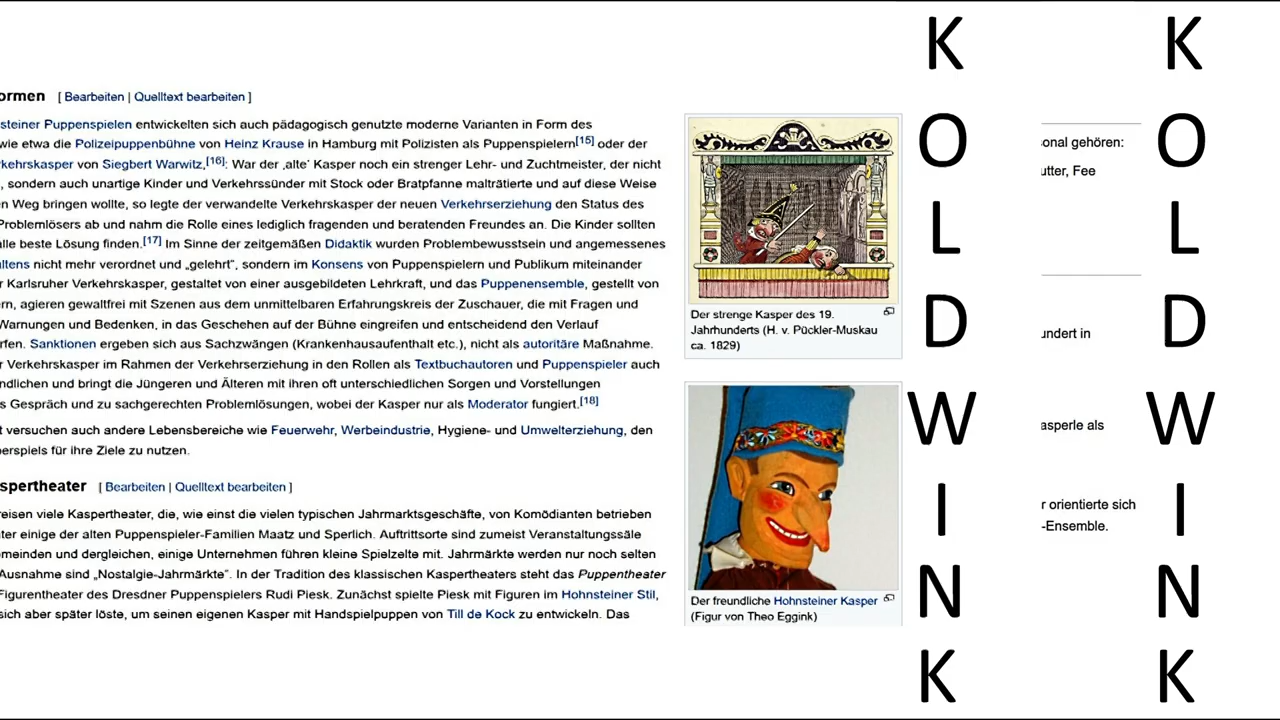 ormen [ Bearbeiten | Quelltext bearbeiten ]
steiner Puppenspielen entwickelten sich auch pädagogisch genutzte moderne Varianten in Form des
wie etwa die Polizeipuppenbühne von Heinz Krause in Hamburg mit Polizisten als Puppenspielern[15] oder der
rkehrskasper von Siegbert Warwitz,[16]: War der ‚alte‘ Kasper noch ein strenger Lehr- und Zuchtmeister, der nicht
, sondern auch unartige Kinder und Verkehrssünder mit Stock oder Bratpfanne malträtierte und auf diese Weise
n Weg bringen wollte, so legte der verwandelte Verkehrskasper der neuen Verkehrserziehung den Status des
Problemlösers ab und nahm die Rolle eines lediglich fragenden und beratenden Freundes an. Die Kinder sollten
alle beste Lösung finden.[17] Im Sinne der zeitgemäßen Didaktik wurden Problembewusstsein und angemessenes
altens nicht mehr verordnet und „gelehrt“, sondern im Konsens von Puppenspielern und Publikum miteinander
r Karlsruher Verkehrskasper, gestaltet von einer ausgebildeten Lehrkraft, und das Puppenensemble, gestellt von
rn, agieren gewaltfrei mit Szenen aus dem unmittelbaren Erfahrungskreis der Zuschauer, die mit Fragen und
Warnungen und Bedenken, in das Geschehen auf der Bühne eingreifen und entscheidend den Verlauf
rfen. Sanktionen ergeben sich aus Sachzwängen (Krankenhausaufenthalt etc.), nicht als autoritäre Maßnahme.
r Verkehrskasper im Rahmen der Verkehrserziehung in den Rollen als Textbuchautoren und Puppenspieler auch
ndlichen und bringt die Jüngeren und Älteren mit ihren oft unterschiedlichen Sorgen und Vorstellungen
s Gespräch und zu sachgerechten Problemlösungen, wobei der Kasper nur als Moderator fungiert.[18]
t versuchen auch andere Lebensbereiche wie Feuerwehr, Werbeindustrie, Hygiene- und Umwelterziehung, den
erspiels für ihre Ziele zu nutzen.
spertheater [ Bearbeiten | Quelltext bearbeiten ]
reisen viele Kaspertheater, die, wie einst die vielen typischen Jahrmarktsgeschäfte, von Komödianten betrieben
ter einige der alten Puppenspieler-Familien Maatz und Sperlich. Auftrittsorte sind zumeist Veranstaltungssäle
meinden und dergleichen, einige Unternehmen führen kleine Spielzelte mit. Jahrmärkte werden nur noch selten
Ausnahme sind „Nostalgie-Jahrmärkte“. In der Tradition des klassischen Kaspertheaters steht das Puppentheater
Figurentheater des Dresdner Puppenspielers Rudi Piesk. Zunächst spielte Piesk mit Figuren im Hohnsteiner Stil,
sich aber später löste, um seinen eigenen Kasper mit Handspielpuppen von Till de Kock zu entwickeln. Das
Der strenge Kasper des 19.
Jahrhunderts (H. v. Pückler-Muskau
ca. 1829)
Der freundliche Hohnsteiner Kasper
(Figur von Theo Eggink)
K
O
L
D
W
I
N
K
onal gehören:
utter, Fee
undert in
asperle als
r orientierte sich
-Ensemble.
K
O
L
D
W
I
N
K